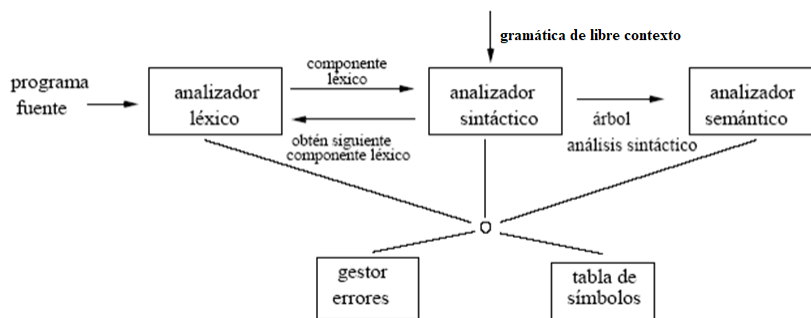 gramática de libre contexto
programa
fuente
analizador
léxico
componente
léxico
obtén siguiente
componente léxico
analizador
sintáctico
árbol
análisis sintáctico
analizador
semántico
O
gestor
errores
tabla de
símbolos